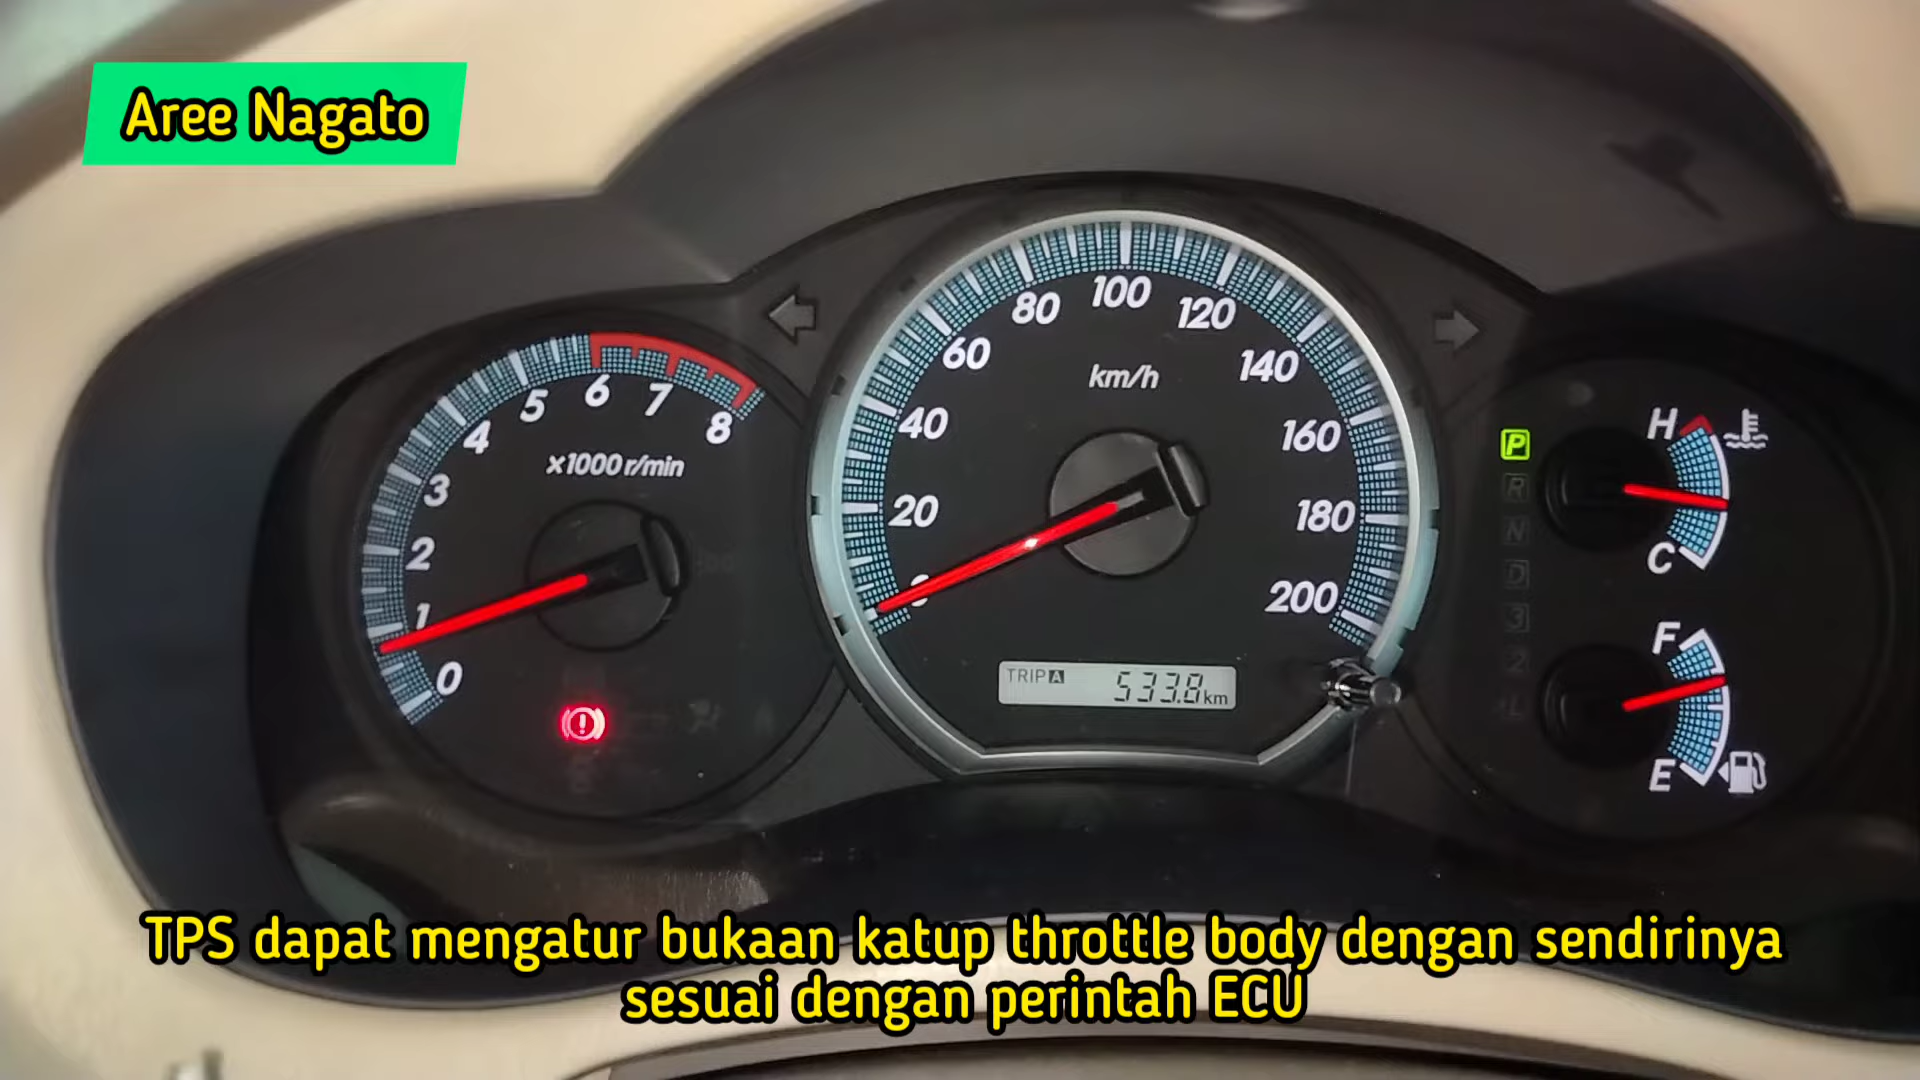 Aree Nagato
8
7
6
5
4
3
2
1
0
x1000 r/min
20
40
60
80
100
120
140
160
180
200
km/h
TRIP A 533.8 km
P
R
N
D
3
2
L
H
C
F
E
TPS dapat mengatur bukaan katup throttle body dengan sendirinya
sesuai dengan perintah ECU